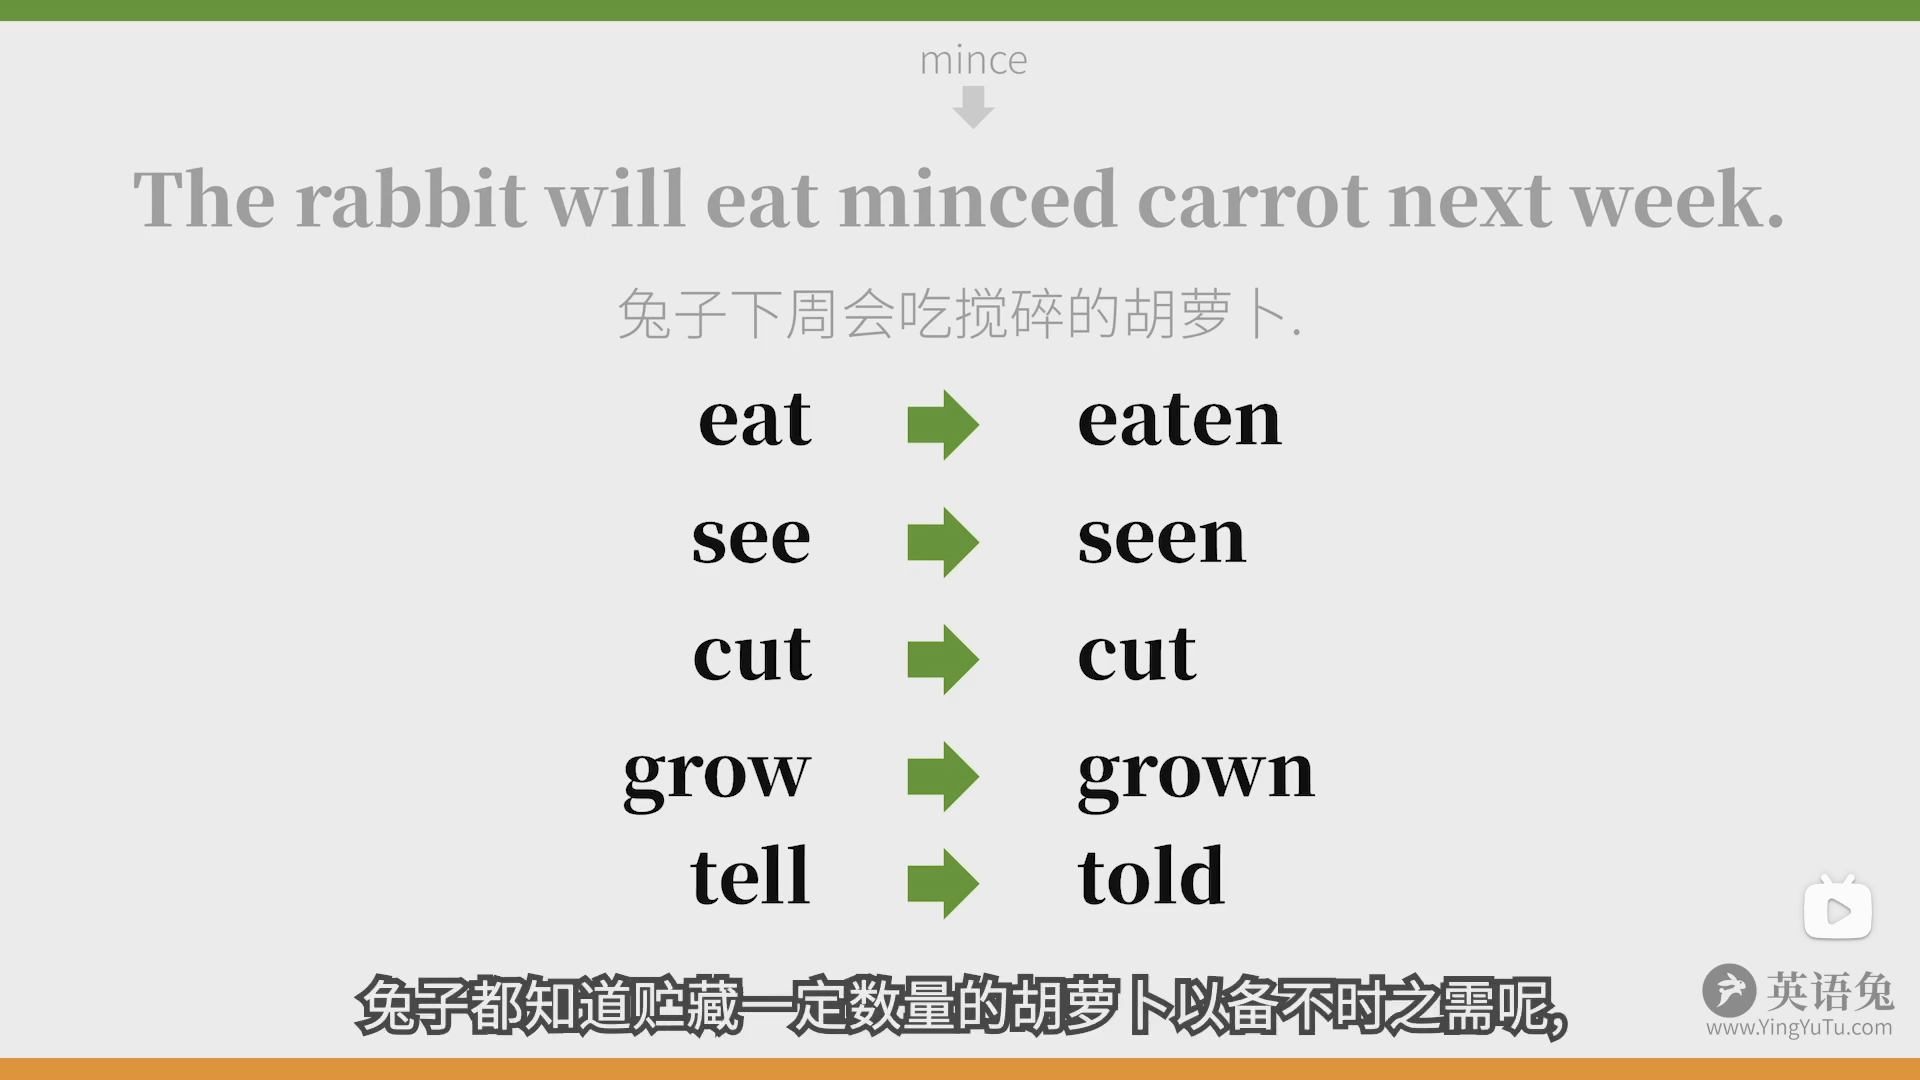 mince
The rabbit will eat minced carrot next week.
兔子下周会吃搅碎的胡萝卜.
eat eaten
see seen
cut cut
grow grown
tell told
兔子都知道贮藏一定数量的胡萝卜以备不时之需呢,
英语兔
www.YingYuTu.com